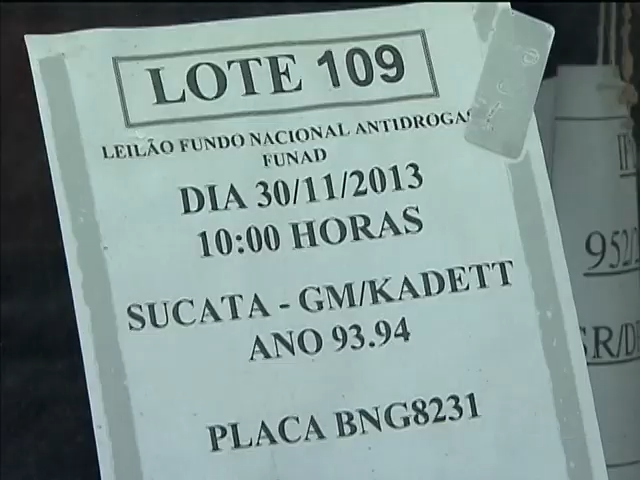 LOTE 109
LEILÃO FUNDO NACIONAL ANTIDROGAS
FUNAD
DIA 30/11/2013
10:00 HORAS
SUCATA - GM/KADETT
ANO 93.94
PLACA BNG8231
952/